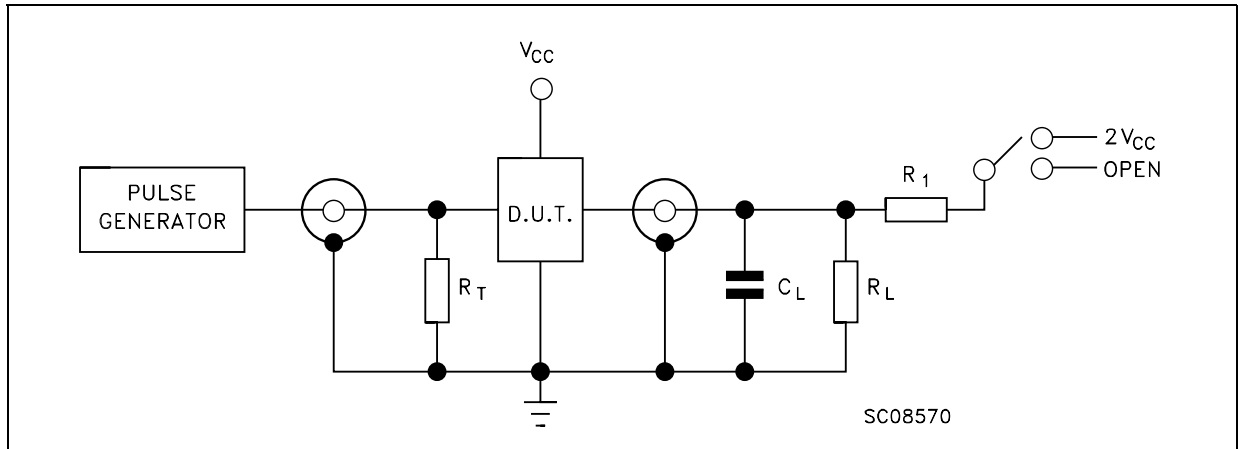 VCC
2VCC
OPEN
R1
PULSE
GENERATOR
D.U.T.
RT
CL
RL
SC08570